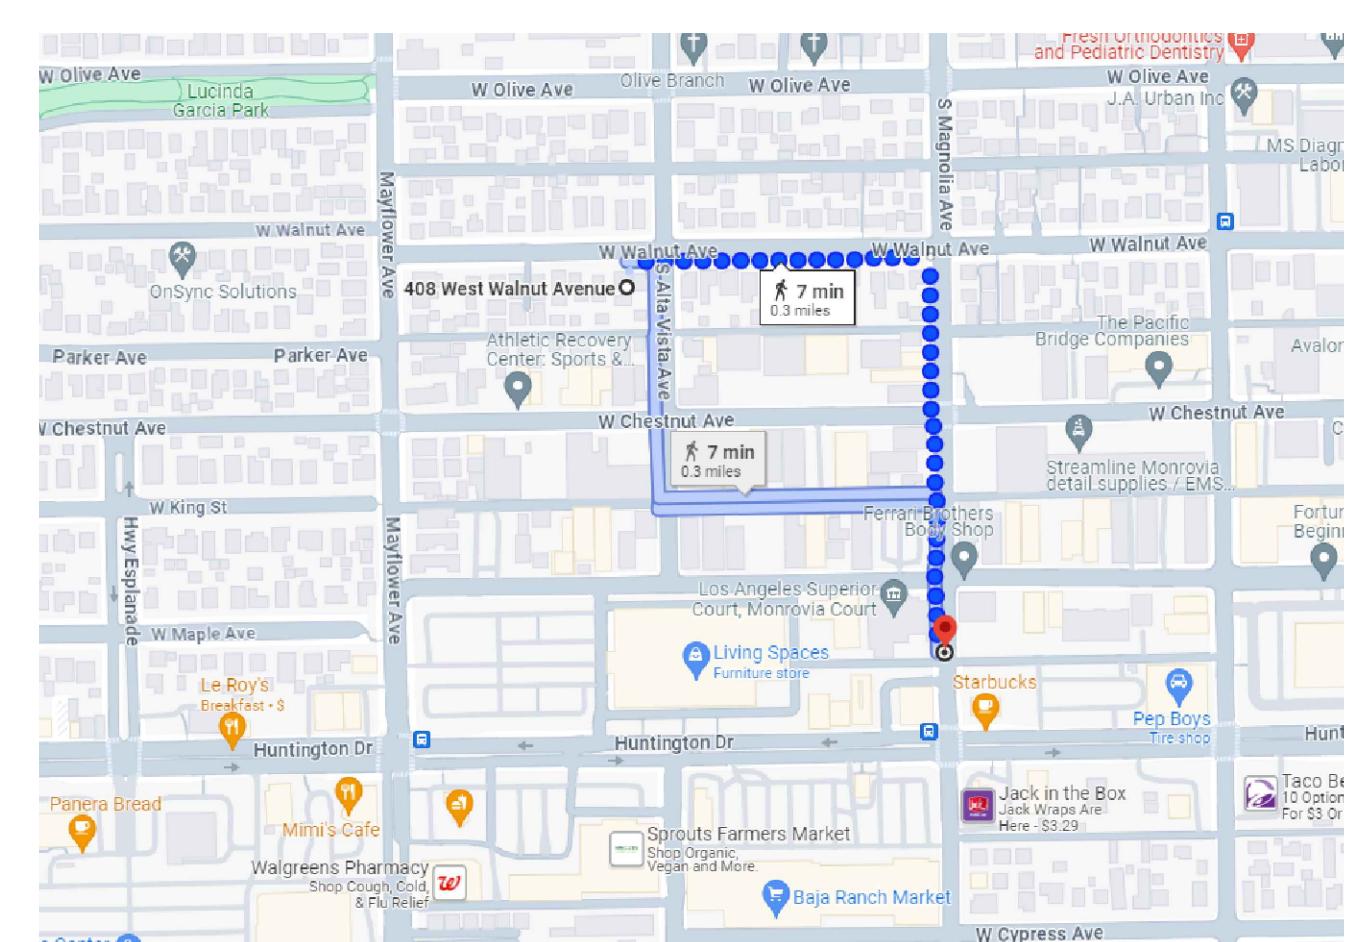 Fresh Orthodontics
and Pediatric Dentistry
W Olive Ave
Lucinda
Garcia Park
W Olive Ave
Olive Branch
W Olive Ave
W Olive Ave
J.A. Urban Inc
S Magnolia Ave
MS Diagr
Labor
Mayflower Ave
W Walnut Ave
W Walnut Ave
W Walnut Ave
W Walnut Ave
OnSync Solutions
408 West Walnut Avenue
S Alta Vista Ave
7 min
0.3 miles
The Pacific
Bridge Companies
Athletic Recovery
Center: Sports &...
Parker Ave
Parker Ave
Avalor
W Chestnut Ave
W Chestnut Ave
W Chestnut Ave
7 min
0.3 miles
Streamline Monrovia
detail supplies / EMS...
W King St
Ferrari Brothers
Body Shop
Fortur
Begin
Hwy Esplanade
Mayflower Ave
Los Angeles Superior
Court, Monrovia Court
W Maple Ave
Living Spaces
Furniture store
Le Roy's
Breakfast • $
Starbucks
Pep Boys
Tire shop
Huntington Dr
Huntington Dr
Hunt
Panera Bread
Mimi's Cafe
Jack in the Box
Jack Wraps Are
Here - $3.29
Taco Be
10 Option
For $3 Or
Sprouts Farmers Market
Shop Organic,
Vegan and More.
Walgreens Pharmacy
Shop Cough, Cold,
& Flu Relief
Baja Ranch Market
W Cypress Ave